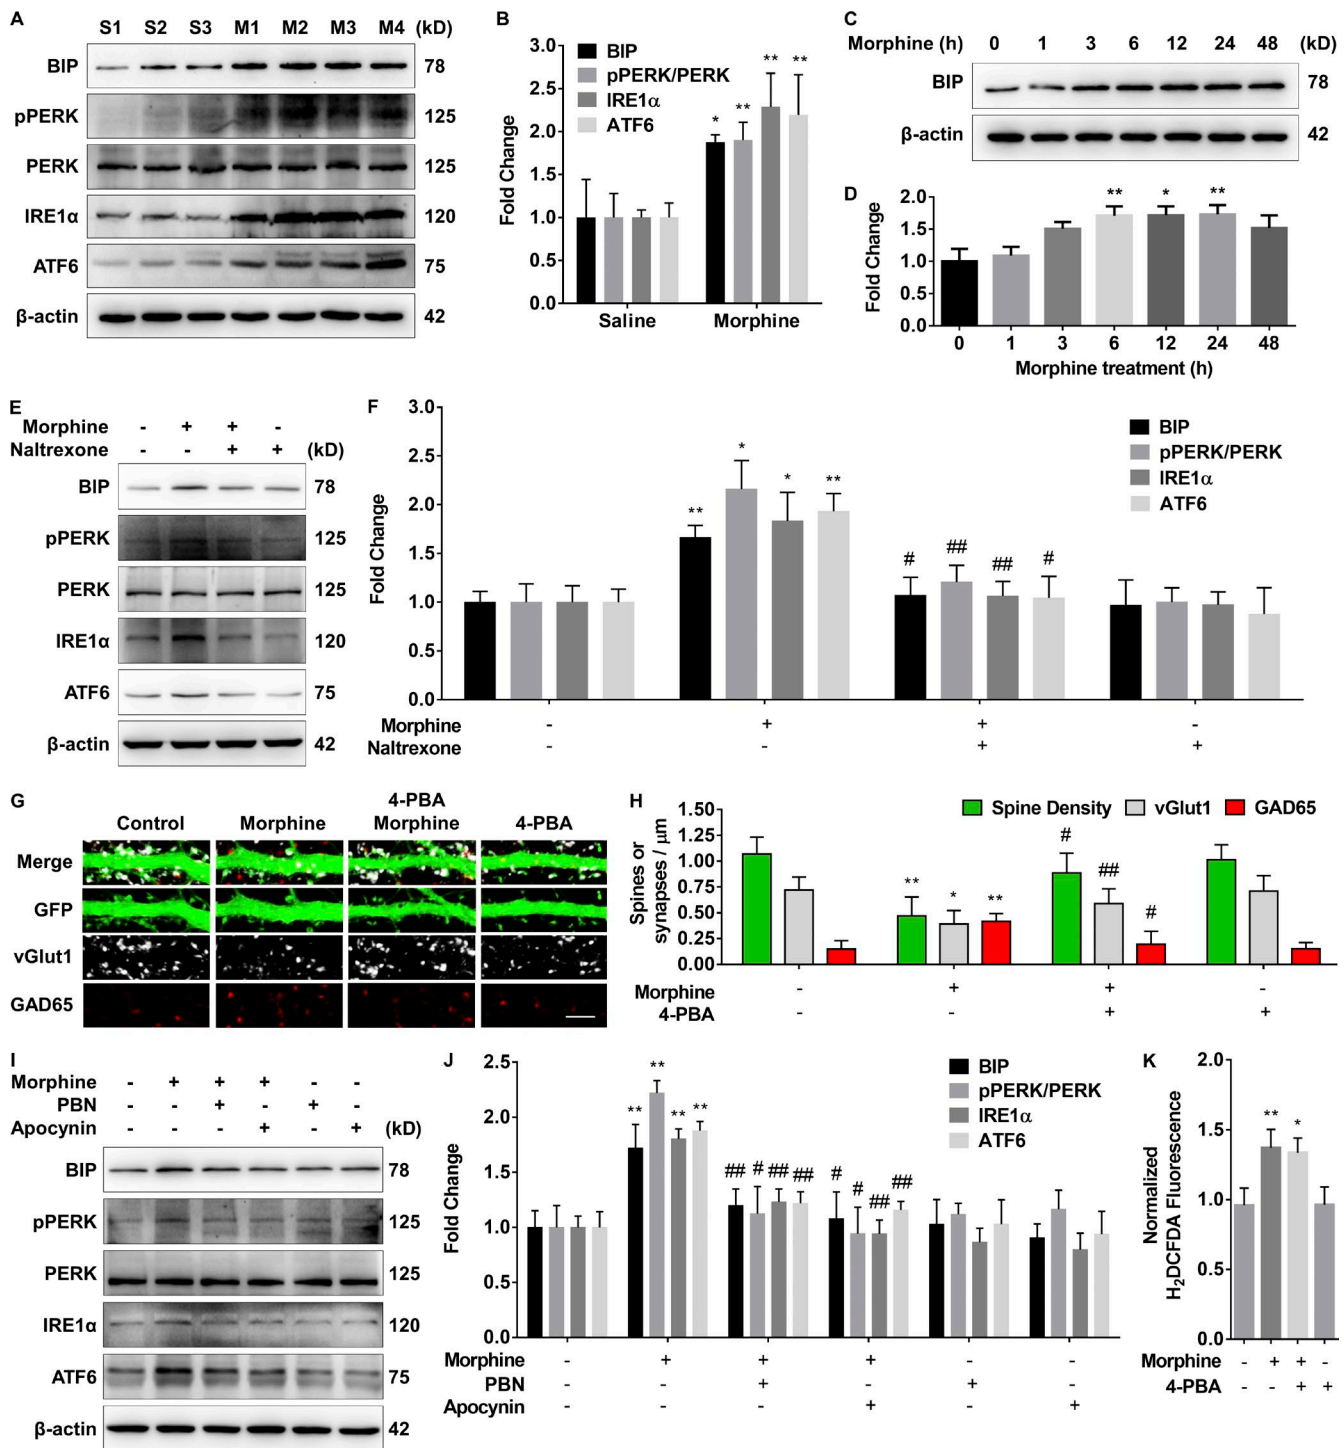 A
S1 S2 S3 M1 M2 M3 M4 (kD)
BIP 78
pPERK 125
PERK 125
IRE1α 120
ATF6 75
β-actin 42
B
3.0
2.5
2.0
1.5
1.0
0.5
0.0
Fold Change
BIP
pPERK/PERK
IRE1α
ATF6
* ** ** **
Saline Morphine
C
Morphine (h) 0 1 3 6 12 24 48 (kD)
BIP 78
β-actin 42
D
2.0
1.5
1.0
0.5
0.0
Fold Change
** * **
0 1 3 6 12 24 48
Morphine treatment (h)
E
Morphine - + + -
Naltrexone - - + + (kD)
BIP 78
pPERK 125
PERK 125
IRE1α 120
ATF6 75
β-actin 42
F
3.0
2.5
2.0
1.5
1.0
0.5
0.0
Fold Change
BIP
pPERK/PERK
IRE1α
ATF6
** * * **
# ## ## #
Morphine - + + -
Naltrexone - - + +
G
Control Morphine 4-PBA Morphine 4-PBA
Merge
GFP
vGlut1
GAD65
H
Spine Density vGlut1 GAD65
1.50
1.25
1.00
0.75
0.50
0.25
0.00
Spines or
synapses / μm
** * **
# ## #
Morphine - + + -
4-PBA - - + +
I
Morphine - + + + - -
PBN - - + - + -
Apocynin - - - + - + (kD)
BIP 78
pPERK 125
PERK 125
IRE1α 120
ATF6 75
β-actin 42
J
2.5
2.0
1.5
1.0
0.5
0.0
Fold Change
BIP
pPERK/PERK
IRE1α
ATF6
** ** ** **
## # ## ##
# # ## ##
Morphine - + + + - -
PBN - - + - + -
Apocynin - - - + - +
K
2.0
1.5
1.0
0.5
0.0
Normalized
H₂DCFDA Fluorescence
** *
Morphine - + + -
4-PBA - - + +